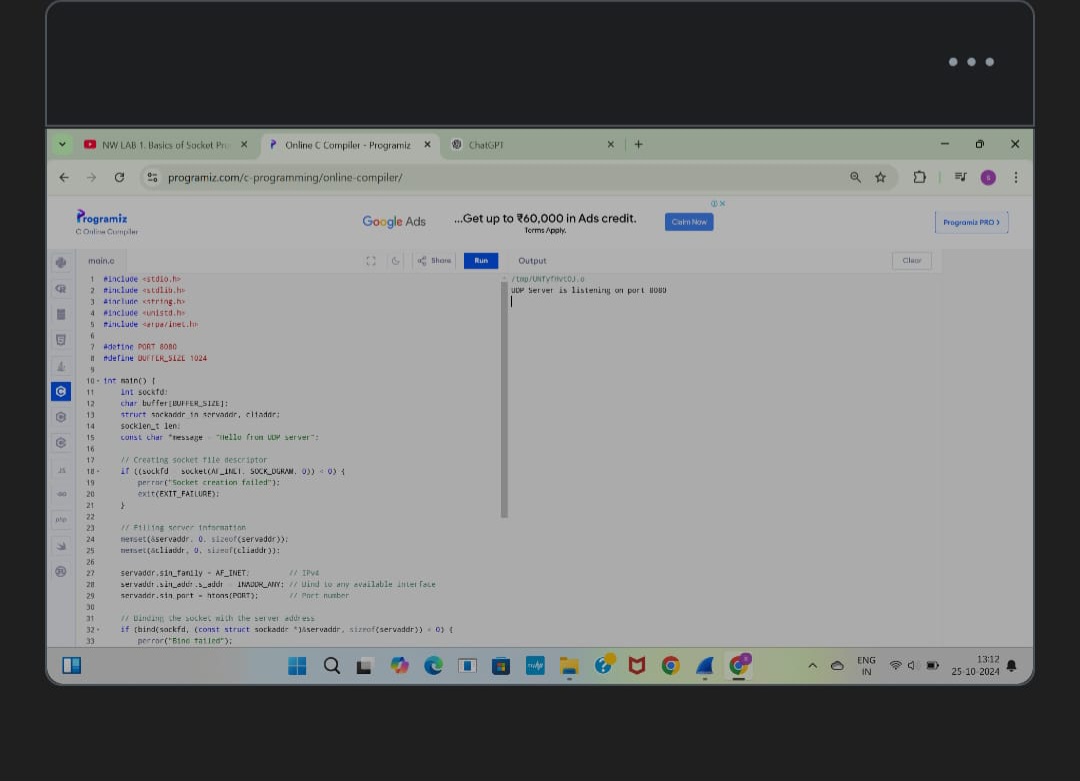 NW LAB 1. Basics of Socket Pro
Online C Compiler - Programiz
ChatGPT
programiz.com/c-programming/online-compiler/
Programiz
C Online Compiler
Google Ads
...Get up to ₹60,000 in Ads credit.
Terms Apply.
Claim Now
Programiz PRO >
main.c
Share
Run
Output
Clear
1 #include <stdio.h>
2 #include <stdlib.h>
3 #include <string.h>
4 #include <unistd.h>
5 #include <arpa/inet.h>
6
7 #define PORT 8080
8 #define BUFFER_SIZE 1024
9
10 int main() {
11 int sockfd;
12 char buffer[BUFFER_SIZE];
13 struct sockaddr_in servaddr, cliaddr;
14 socklen_t len;
15 const char *message = "Hello from UDP server";
16
17 // Creating socket file descriptor
18 if ((sockfd = socket(AF_INET, SOCK_DGRAM, 0)) < 0) {
19 perror("Socket creation failed");
20 exit(EXIT_FAILURE);
21 }
22
23 // Filling server information
24 memset(&servaddr, 0, sizeof(servaddr));
25 memset(&cliaddr, 0, sizeof(cliaddr));
26
27 servaddr.sin_family = AF_INET; // IPv4
28 servaddr.sin_addr.s_addr = INADDR_ANY; // Bind to any available interface
29 servaddr.sin_port = htons(PORT); // Port number
30
31 // Binding the socket with the server address
32 if (bind(sockfd, (const struct sockaddr *)&servaddr, sizeof(servaddr)) < 0) {
33 perror("Bind failed");
UDP Server is listening on port 8080
JS
GO
php
ENG
IN
13:12
25-10-2024